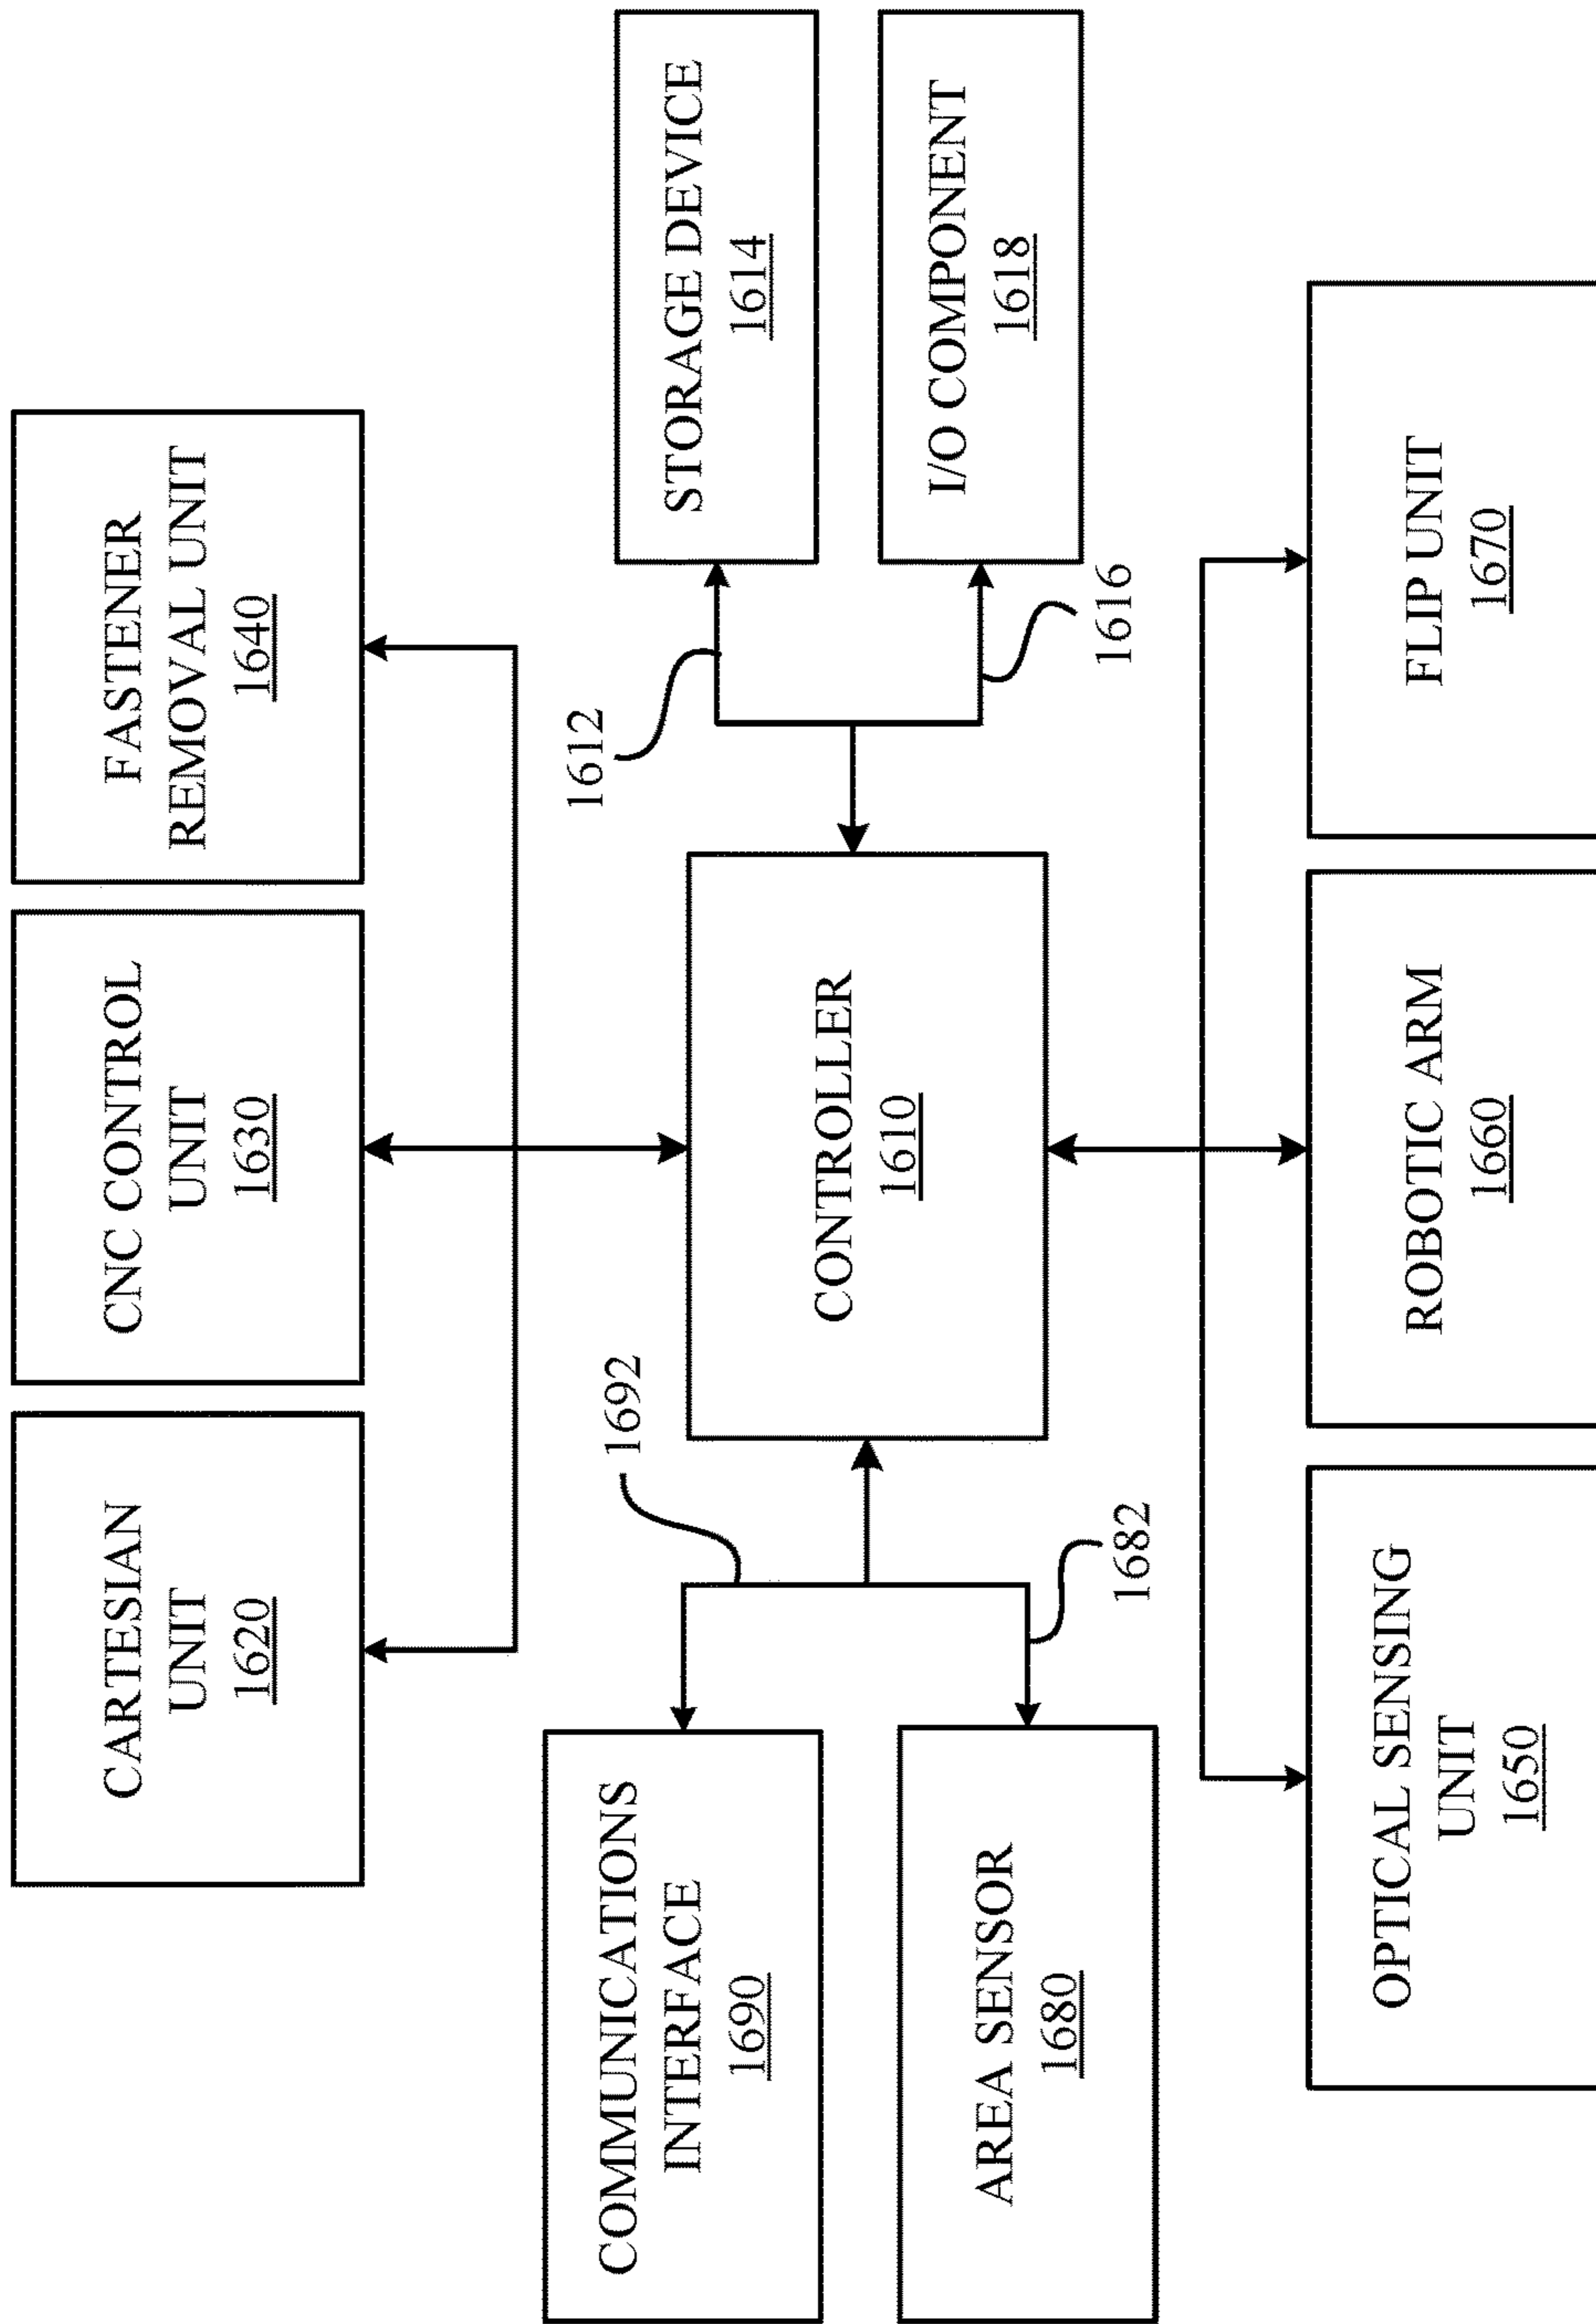 CARTESIAN
UNIT
1620
CNC CONTROL
UNIT
1630
FASTENER
REMOVAL UNIT
1640
COMMUNICATIONS
INTERFACE
1690
1692
1612
STORAGE DEVICE
1614
CONTROLLER
1610
AREA SENSOR
1680
1682
1616
I/O COMPONENT
1618
OPTICAL SENSING
UNIT
1650
ROBOTIC ARM
1660
FLIP UNIT
1670